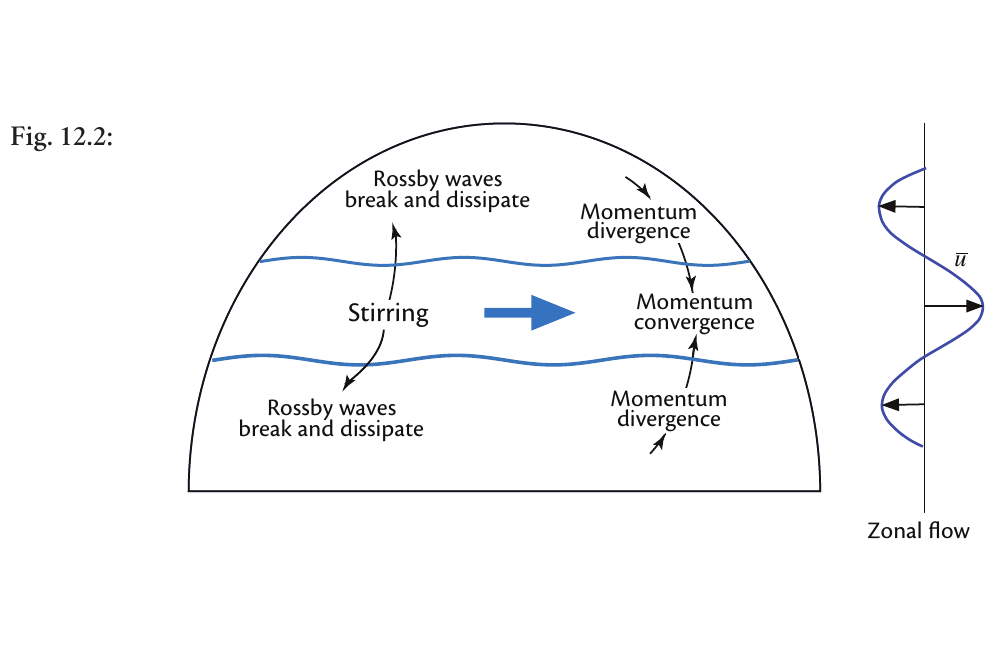 Fig. 12.2:
Rossby waves
break and dissipate
Momentum
divergence
u̅
Stirring
Momentum
convergence
Rossby waves
break and dissipate
Momentum
divergence
Zonal flow